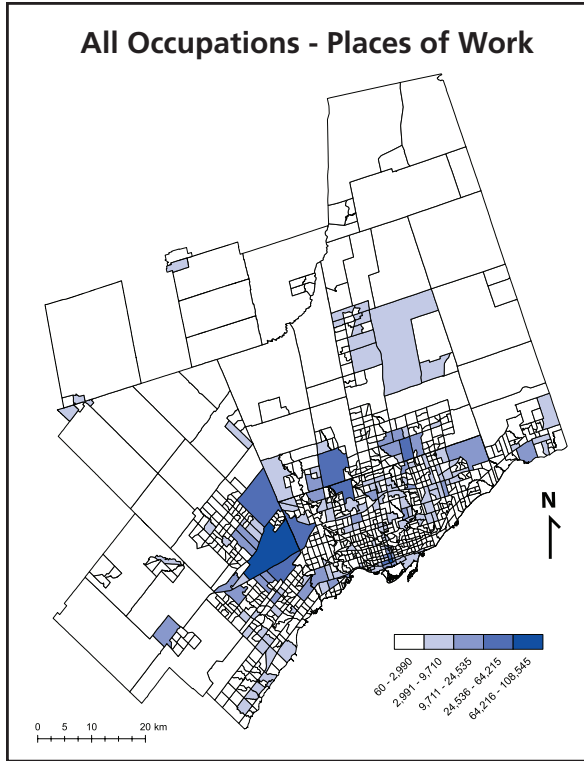 All Occupations - Places of Work
N
60 - 2,990
2,991 - 9,710
9,711 - 24,535
24,536 - 64,215
64,216 - 108,545
0 5 10 20 km